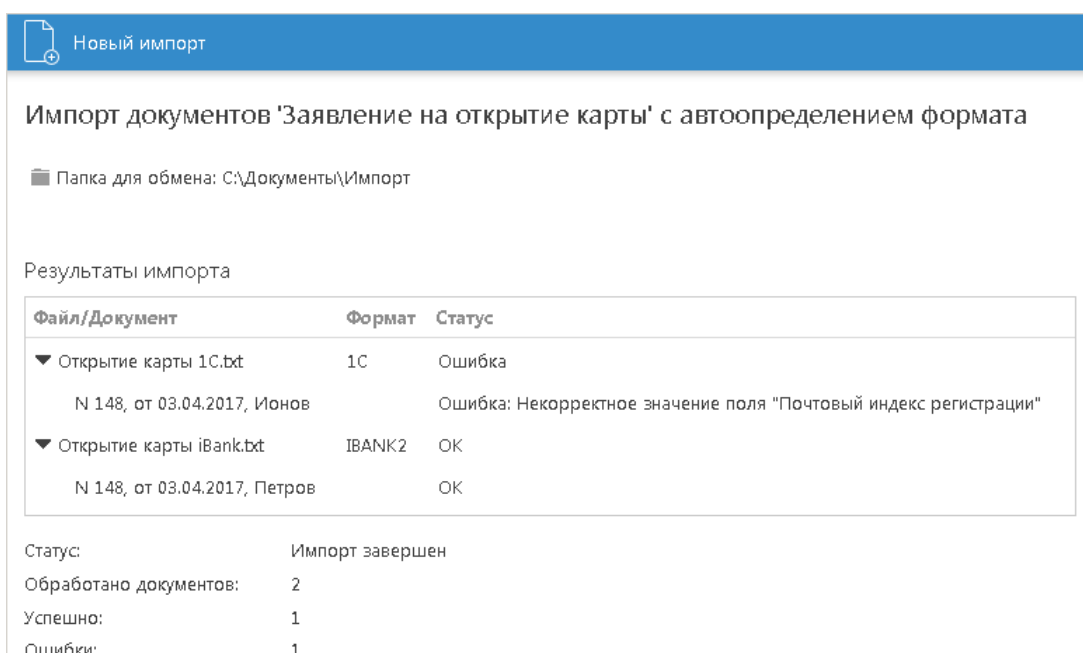 Новый импорт
Импорт документов 'Заявление на открытие карты' с автоопределением формата
Папка для обмена: C:\Документы\Импорт
Результаты импорта
Файл/Документ Формат Статус
Открытие карты 1C.txt 1C Ошибка
N 148, от 03.04.2017, Ионов Ошибка: Некорректное значение поля "Почтовый индекс регистрации"
Открытие карты iBank.txt IBANK2 OK
N 148, от 03.04.2017, Петров OK
Статус: Импорт завершен
Обработано документов: 2
Успешно: 1
Ошибки: 1